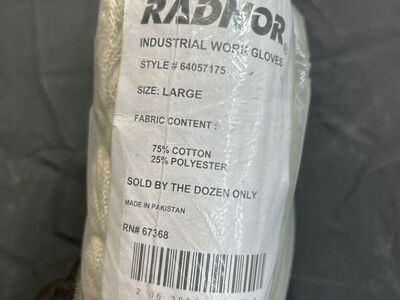 RADNOR®
INDUSTRIAL WORK GLOVES
STYLE # 64057175
SIZE: LARGE
FABRIC CONTENT :
75% COTTON
25% POLYESTER
SOLD BY THE DOZEN ONLY
MADE IN PAKISTAN
RN# 67368